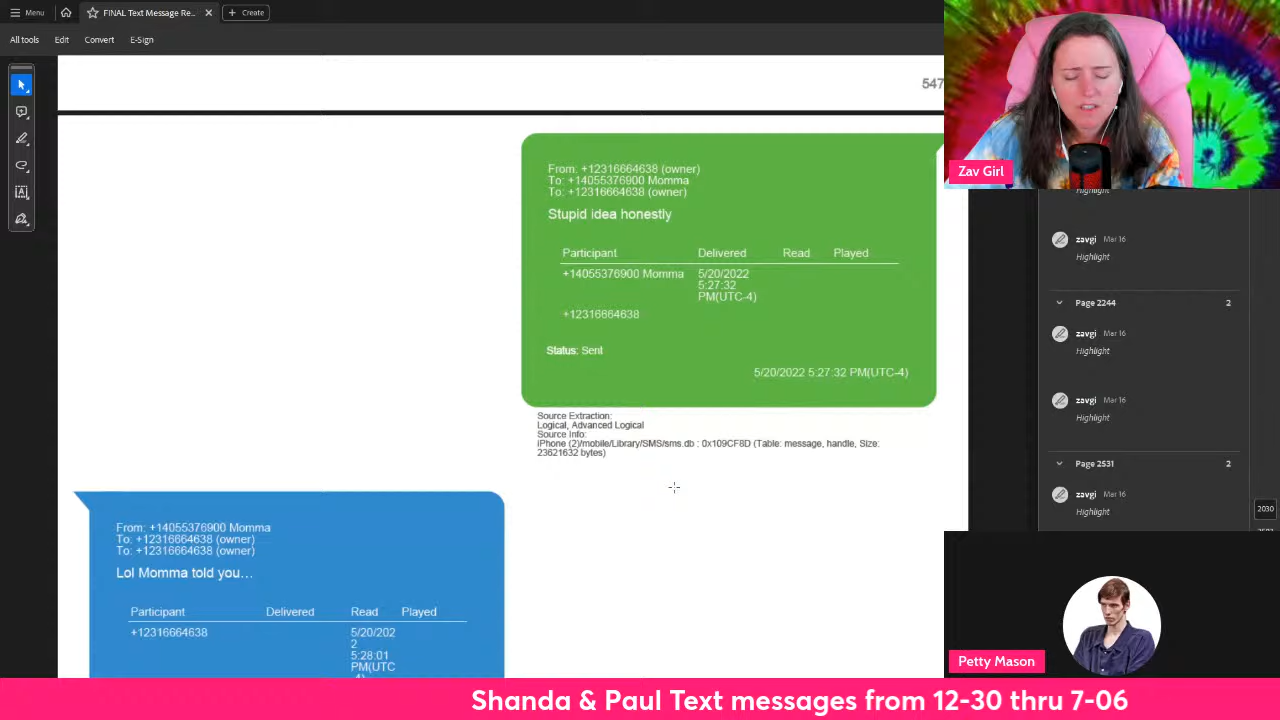 Menu
FINAL Text Message Re...
Create
All tools
Edit
Convert
E-Sign
547
From: +12316664638 (owner)
To: +14055376900 Momma
To: +12316664638 (owner)
Stupid idea honestly
Participant Delivered Read Played
+14055376900 Momma 5/20/2022
5:27:32
PM(UTC-4)
+12316664638
Status: Sent
5/20/2022 5:27:32 PM(UTC-4)
Source Extraction:
Logical, Advanced Logical
Source Info:
iPhone (2)/mobile/Library/SMS/sms.db : 0x109CF8D (Table: message, handle, Size:
23621632 bytes)
From: +14055376900 Momma
To: +12316664638 (owner)
To: +12316664638 (owner)
Lol Momma told you…
Participant Delivered Read Played
+12316664638 5/20/202
2
5:28:01
PM(UTC
Zav Girl
Highlight
zavgi Mar 16
Highlight
Page 2244 2
zavgi Mar 16
Highlight
zavgi Mar 16
Highlight
Page 2531 2
zavgi Mar 16
Highlight
2030
Petty Mason
Shanda & Paul Text messages from 12-30 thru 7-06